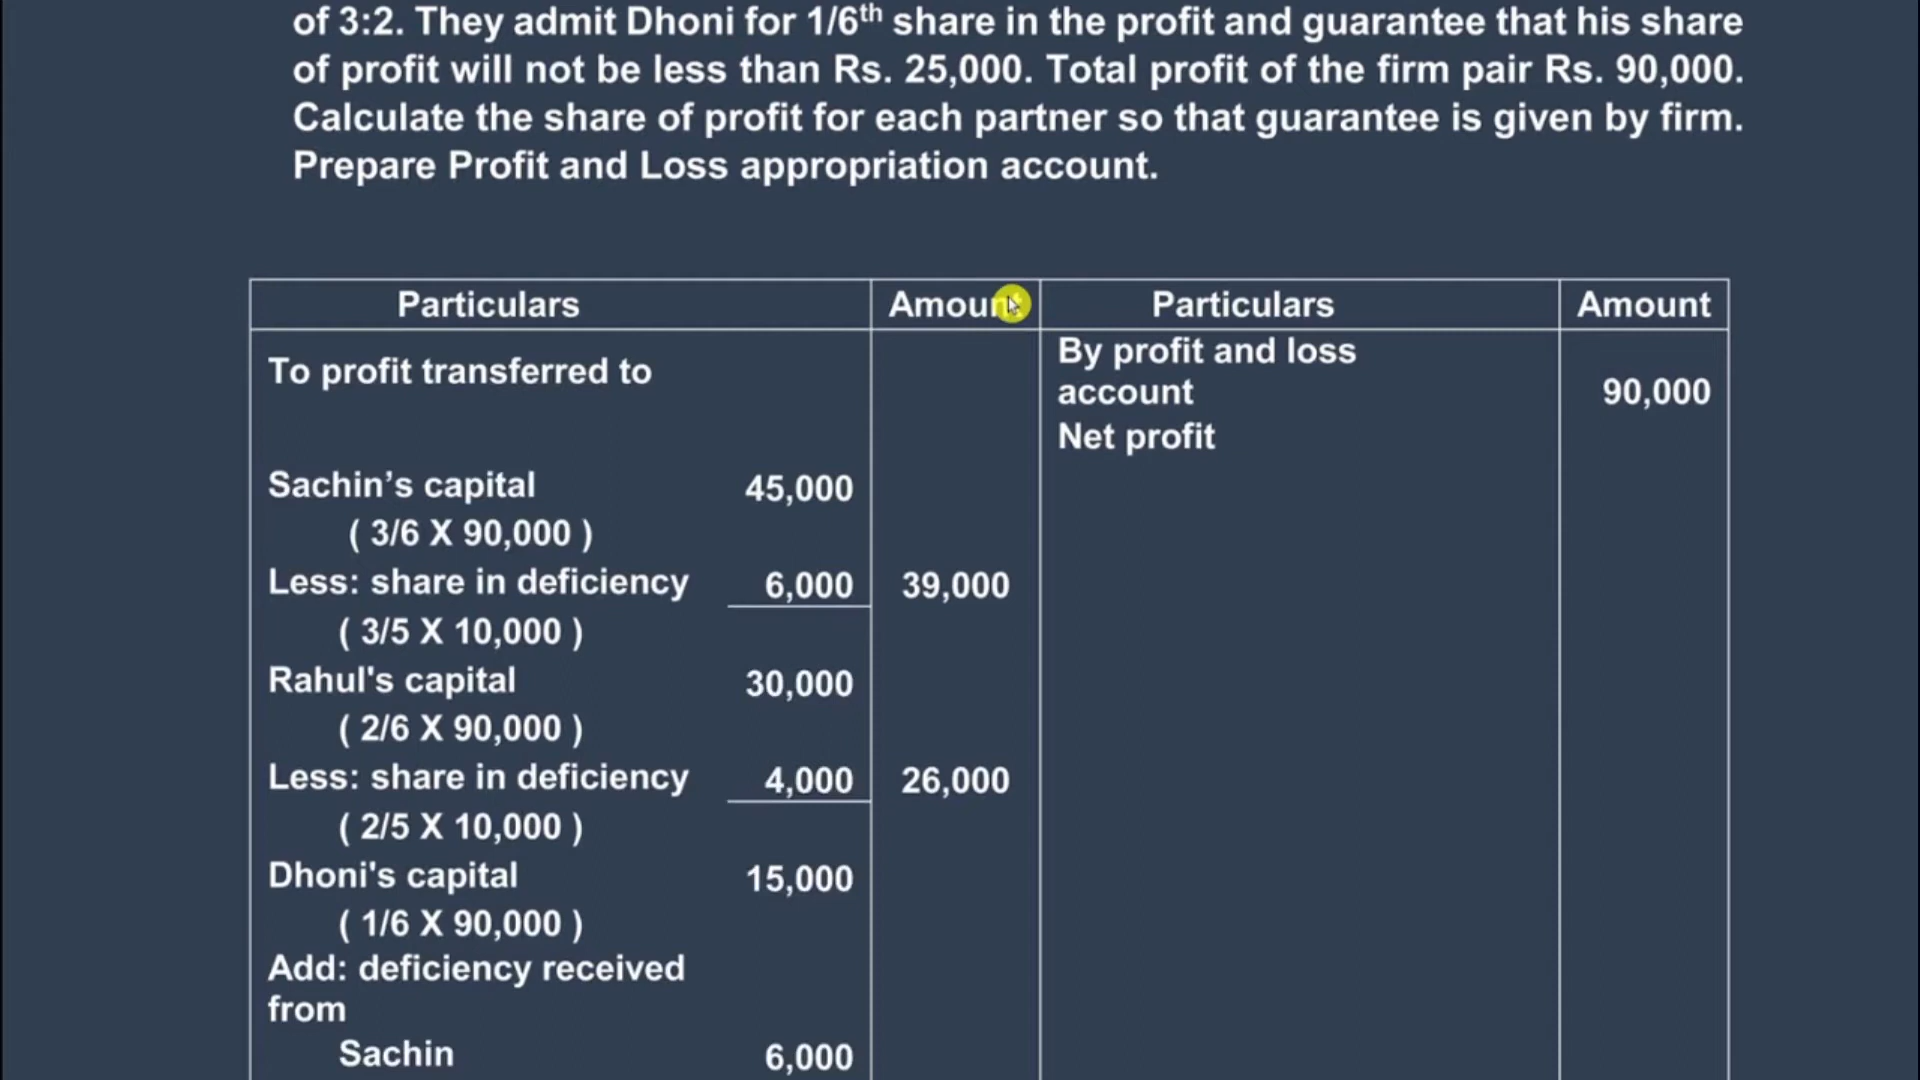 of 3:2. They admit Dhoni for 1/6th share in the profit and guarantee that his share
of profit will not be less than Rs. 25,000. Total profit of the firm pair Rs. 90,000.
Calculate the share of profit for each partner so that guarantee is given by firm.
Prepare Profit and Loss appropriation account.
Particulars Amount Particulars Amount
To profit transferred to
By profit and loss
account 90,000
Net profit
Sachin’s capital 45,000
( 3/6 X 90,000 )
Less: share in deficiency 6,000 39,000
( 3/5 X 10,000 )
Rahul's capital 30,000
( 2/6 X 90,000 )
Less: share in deficiency 4,000 26,000
( 2/5 X 10,000 )
Dhoni's capital 15,000
( 1/6 X 90,000 )
Add: deficiency received
from
Sachin 6,000